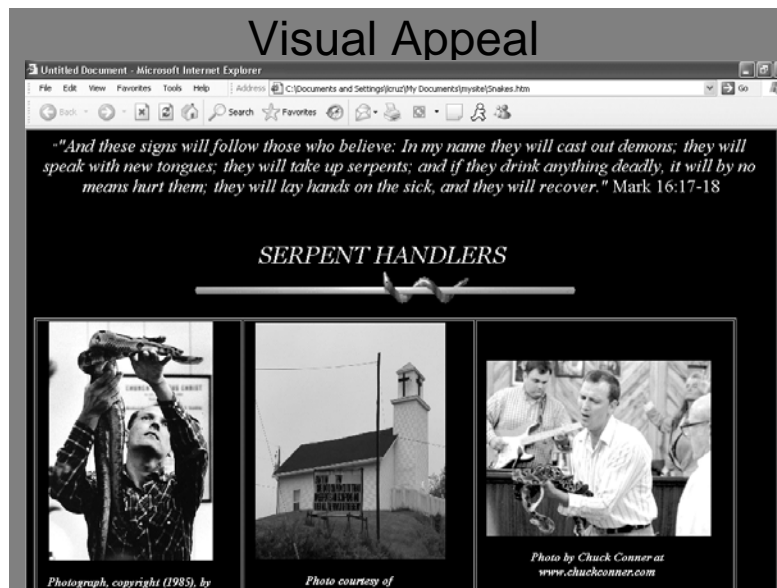 Visual Appeal
Untitled Document - Microsoft Internet Explorer
File Edit View Favorites Tools Help Address C:\Documents and Settings\lcruz\My Documents\mysite\Snakes.htm Go
Back Search Favorites
""And these signs will follow those who believe: In my name they will cast out demons; they will
speak with new tongues; they will take up serpents; and if they drink anything deadly, it will by no
means hurt them; they will lay hands on the sick, and they will recover." Mark 16:17-18
SERPENT HANDLERS
Photograph, copyright (1985), by
Photo courtesy of
Photo by Chuck Conner at
www.chuckconner.com